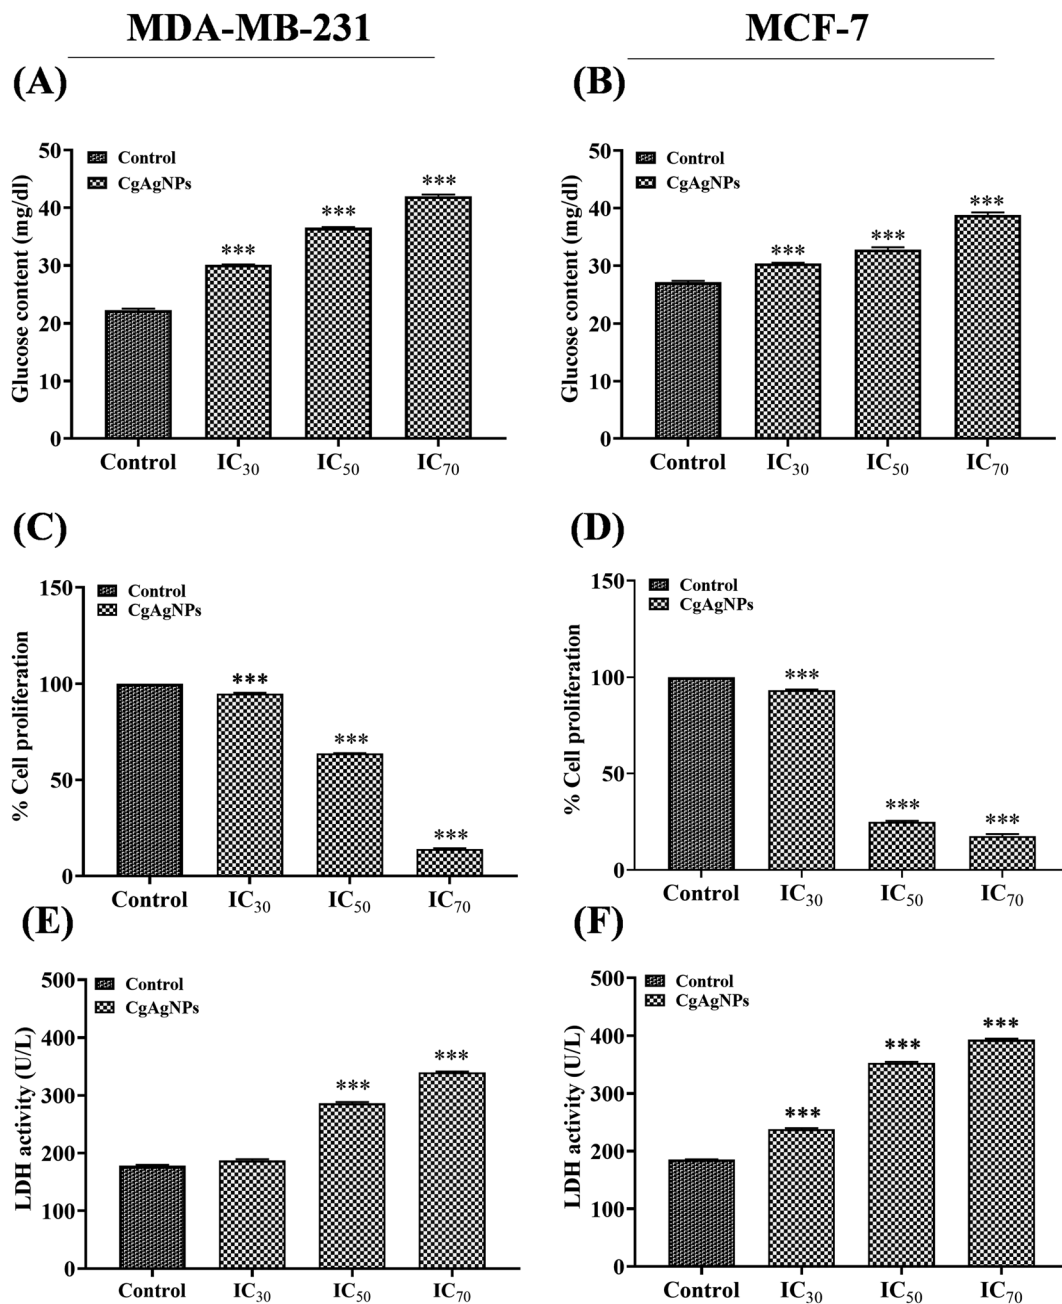 MDA-MB-231
MCF-7
(A)
50
40
30
20
10
0
Glucose content (mg/dl)
Control
CgAgNPs
***
***
***
Control IC30 IC50 IC70
(B)
50
40
30
20
10
0
Glucose content (mg/dl)
Control
CgAgNPs
***
***
***
Control IC30 IC50 IC70
(C)
150
100
50
0
% Cell proliferation
Control
CgAgNPs
***
***
***
Control IC30 IC50 IC70
(D)
150
100
50
0
% Cell proliferation
Control
CgAgNPs
***
***
***
Control IC30 IC50 IC70
(E)
500
400
300
200
100
0
LDH activity (U/L)
Control
CgAgNPs
***
***
Control IC30 IC50 IC70
(F)
500
400
300
200
100
0
LDH activity (U/L)
Control
CgAgNPs
***
***
***
Control IC30 IC50 IC70